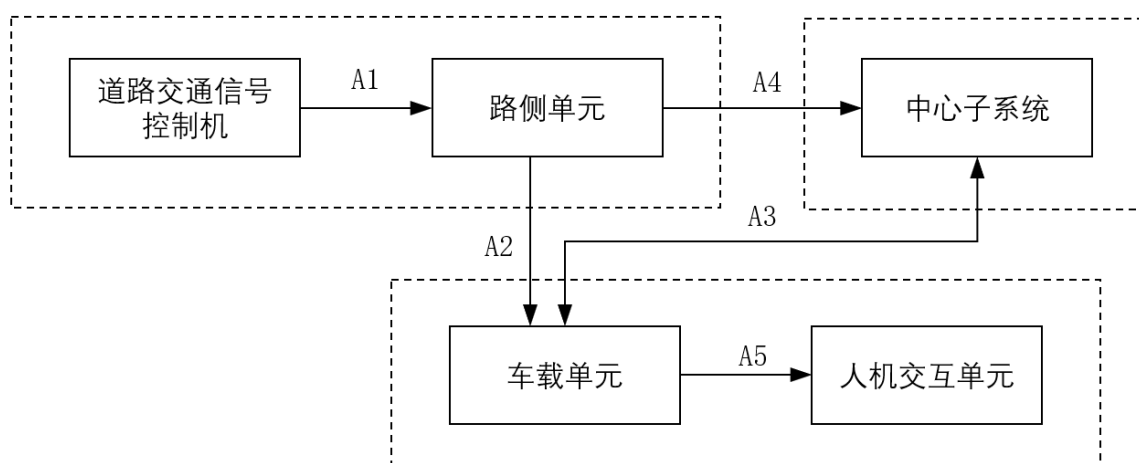 道路交通信号
控制机
A1
路侧单元
A4
中心子系统
A3
A2
车载单元
A5
人机交互单元